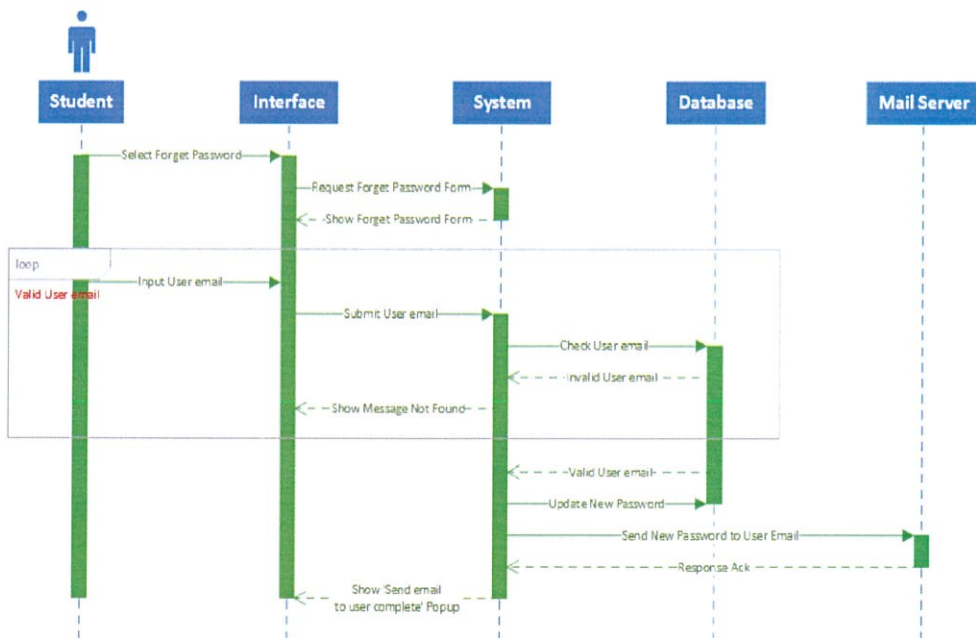 Student
Interface
System
Database
Mail Server
Select Forget Password
Request Forget Password Form
Show Forget Password Form
loop
Input User email
Valid User email
Submit User email
Check User email
Invalid User email
Show Message Not Found
Valid User email
Update New Password
Send New Password to User Email
Response Ack
Show 'Send email
to user complete' Popup